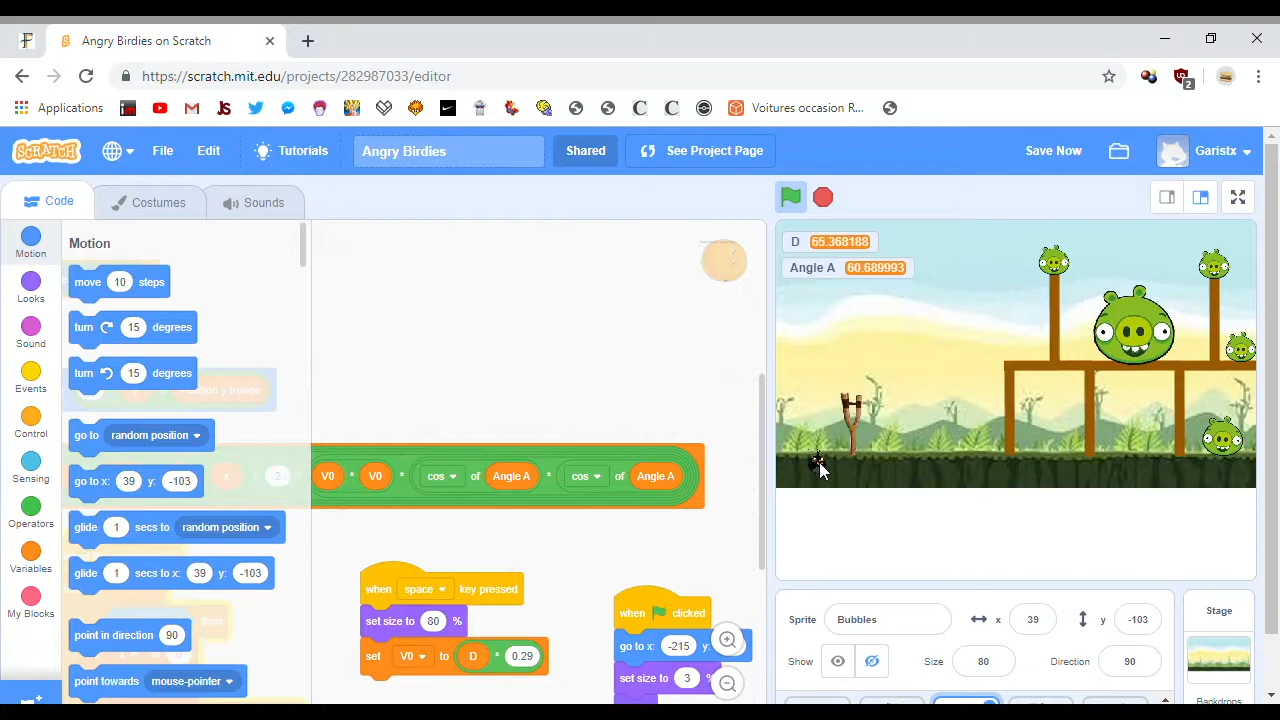 Angry Birdies on Scratch
https://scratch.mit.edu/projects/282987033/editor
2
Applications
Voitures occasion R...
SCRATCH
File
Edit
Tutorials
Angry Birdies
Shared
See Project Page
Save Now
Garistx
Code
Costumes
Sounds
Motion
Looks
Sound
Events
Control
Sensing
Operators
Variables
My Blocks
Motion
move 10 steps
turn 15 degrees
turn 15 degrees
go to random position
go to x: 39 y: -103
glide 1 secs to random position
glide 1 secs to x: 39 y: -103
point in direction 90
point towards mouse-pointer
Position y fronde
x / 2 * V0 * V0 * cos of Angle A * cos of Angle A
when space key pressed
set size to 80 %
set V0 to D * 0.29
when clicked
go to x: -215 y:
set size to 3 %
D 65.368188
Angle A 60.689993
Sprite Bubbles x 39 y -103
Show Size 80 Direction 90
Stage
Backdrops